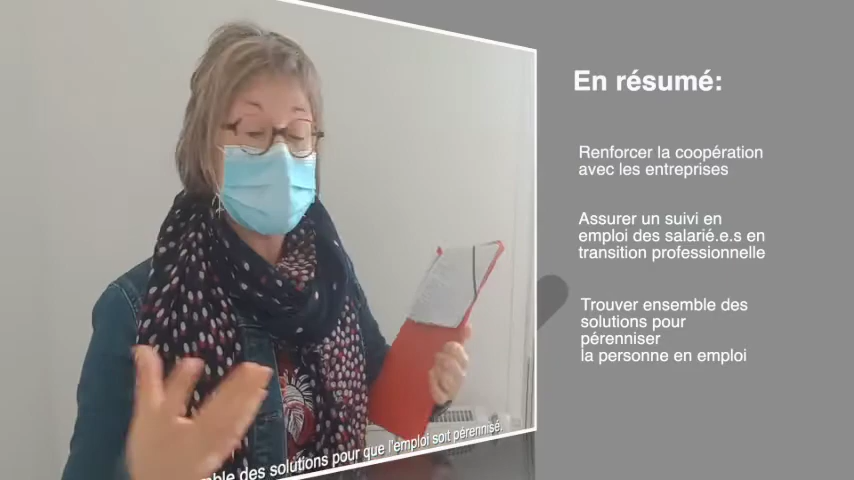 En résumé:
Renforcer la coopération
avec les entreprises
Assurer un suivi en
emploi des salarié.e.s en
transition professionnelle
Trouver ensemble des
solutions pour
pérenniser
la personne en emploi
des solutions pour que l'emploi soit pérennisé.